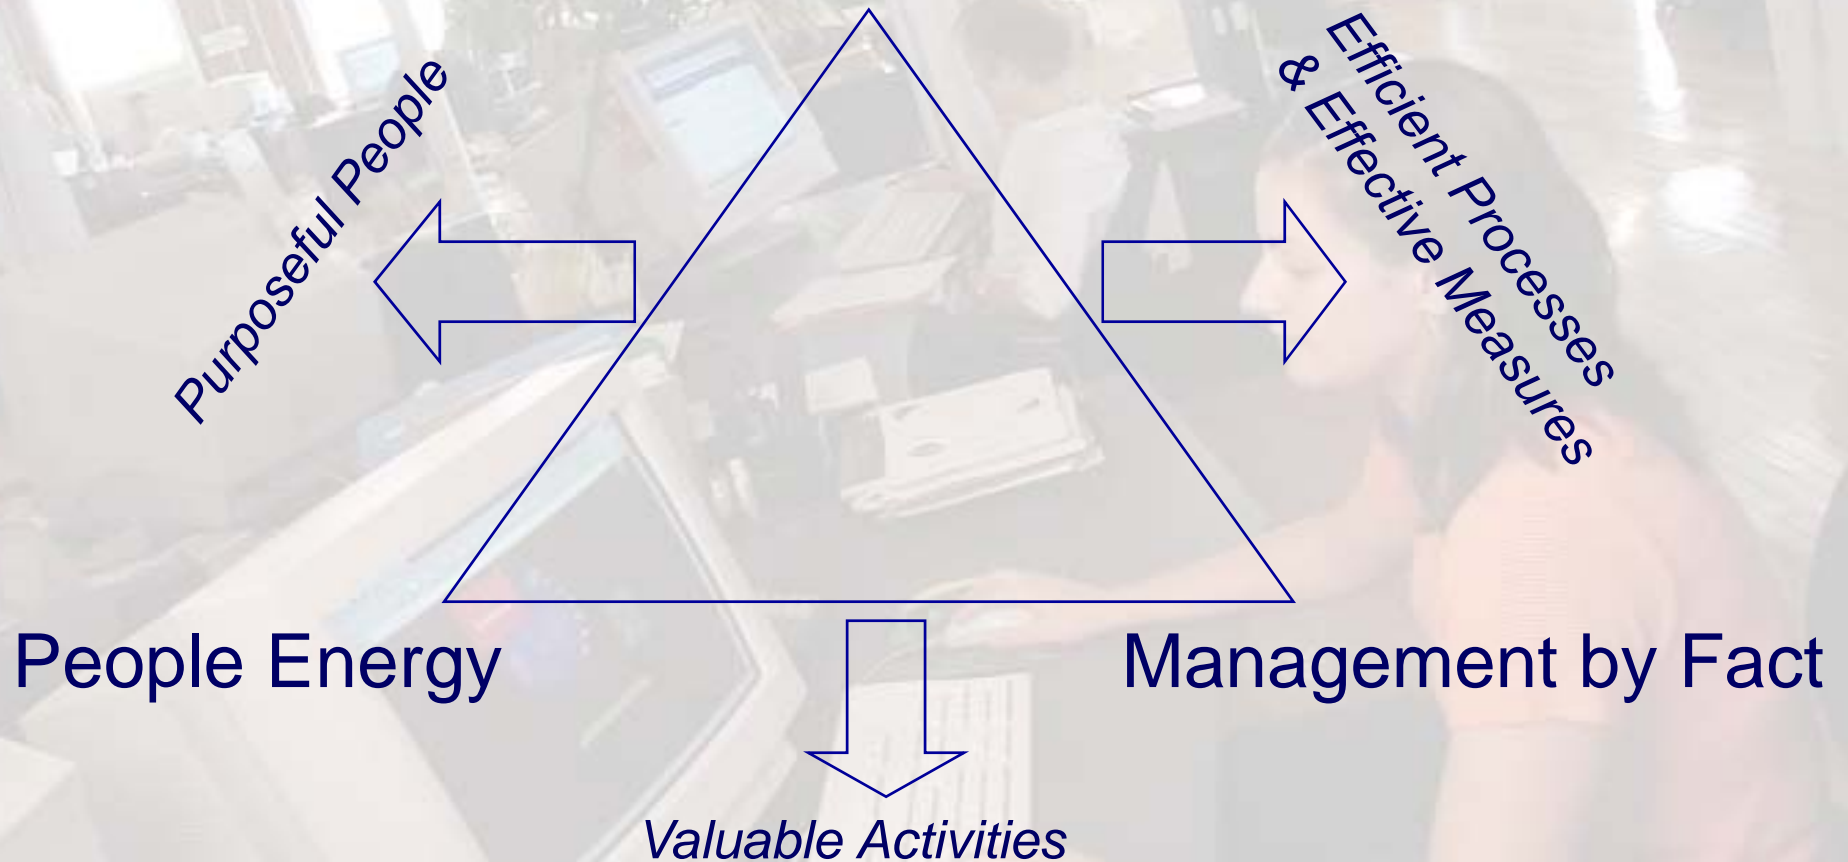 Purposeful People
Efficient Processes
& Effective Measures
People Energy
Management by Fact
Valuable Activities